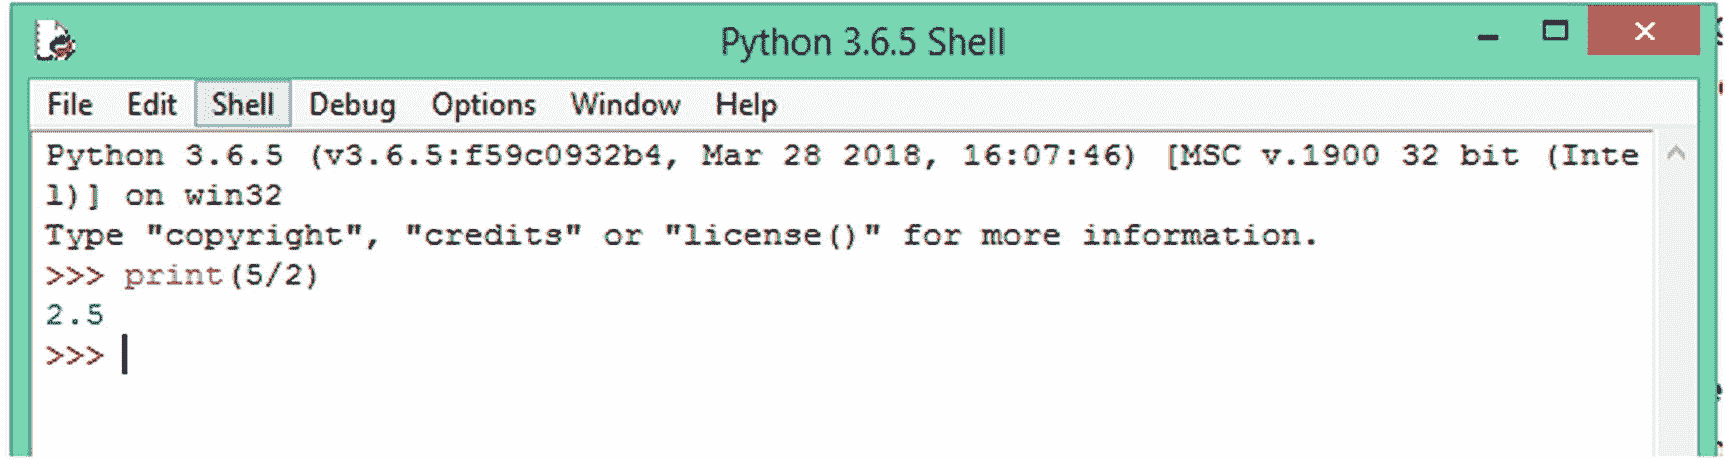 Python 3.6.5 Shell
File Edit Shell Debug Options Window Help
Python 3.6.5 (v3.6.5:f59c0932b4, Mar 28 2018, 16:07:46) [MSC v.1900 32 bit (Inte
l)] on win32
Type "copyright", "credits" or "license()" for more information.
>>> print(5/2)
2.5
>>>